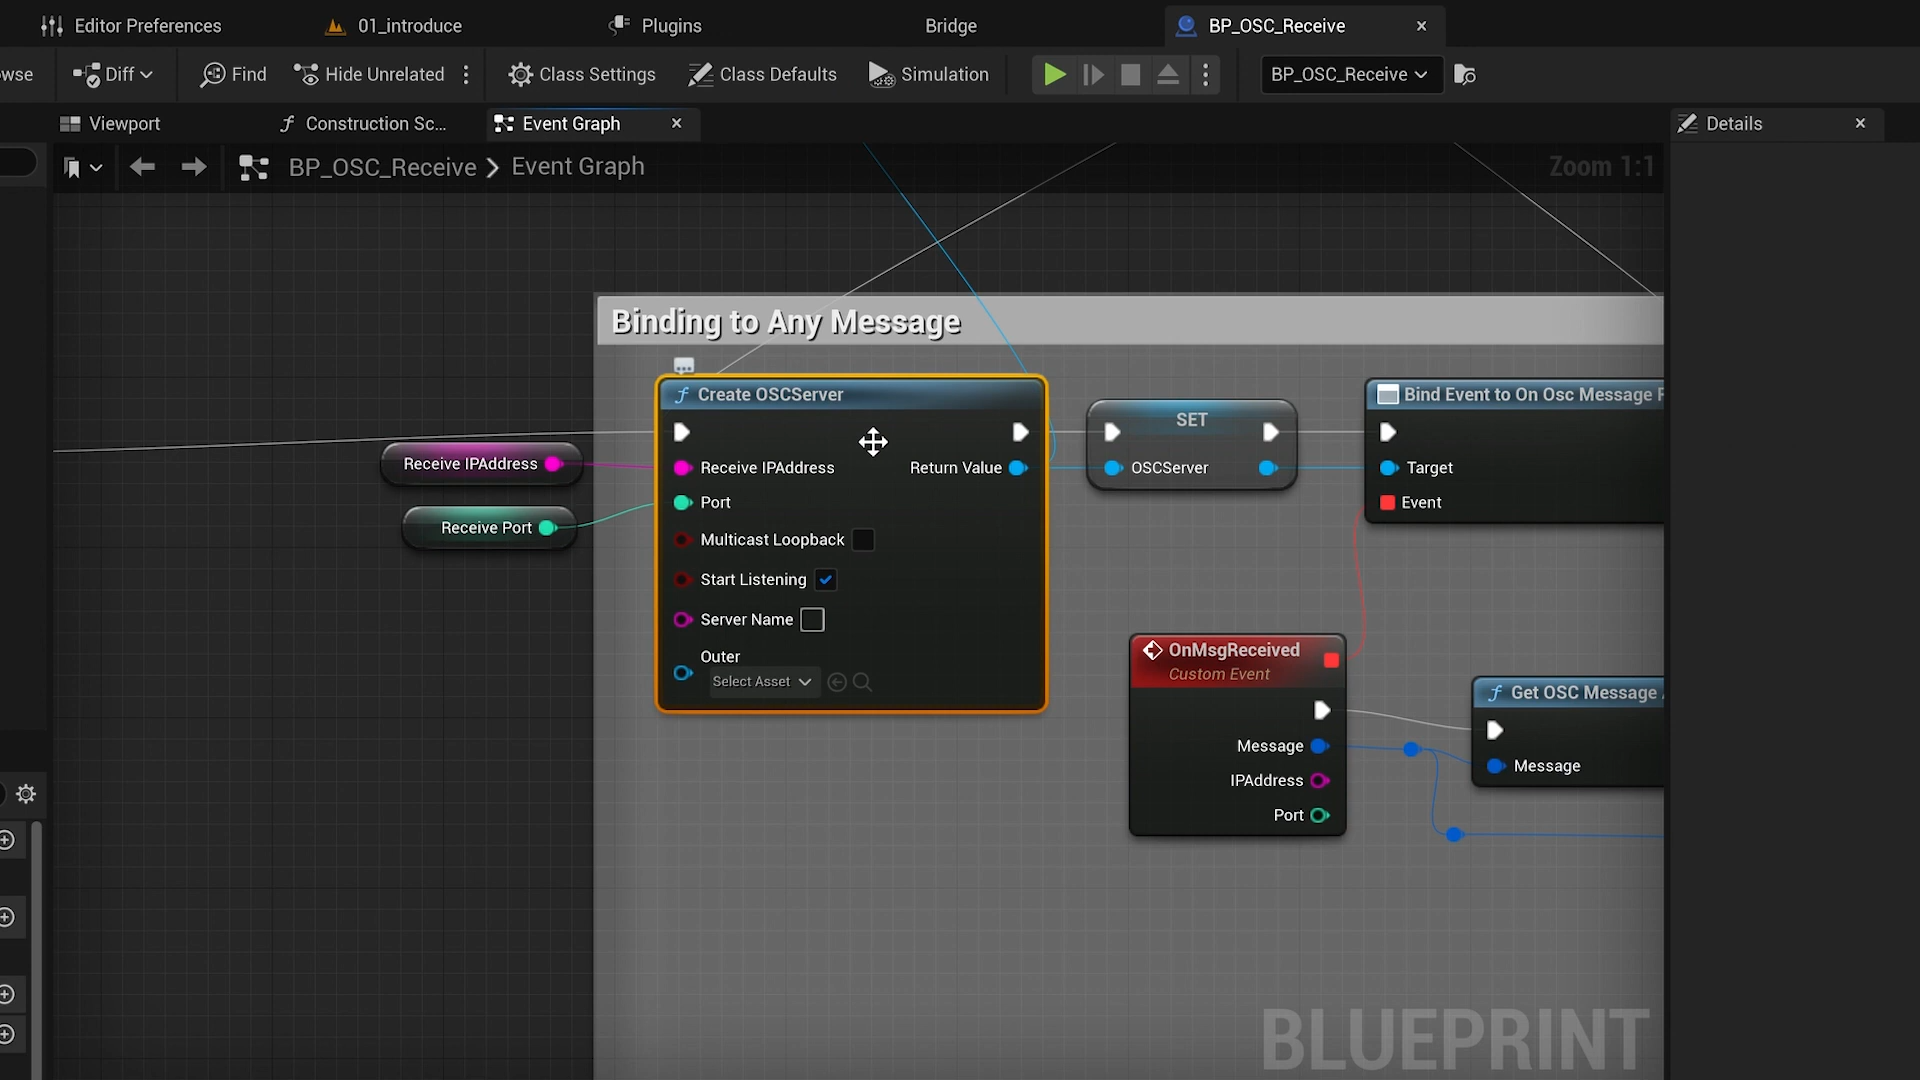 Editor Preferences
01_introduce
Plugins
Bridge
BP_OSC_Receive
wse
Diff
Find
Hide Unrelated
Class Settings
Class Defaults
Simulation
BP_OSC_Receive
Viewport
Construction Sc...
Event Graph
Details
BP_OSC_Receive > Event Graph
Zoom 1:1
Binding to Any Message
Create OSCServer
Receive IPAddress
Return Value
Port
Multicast Loopback
Start Listening
Server Name
Outer
Select Asset
Receive IPAddress
Receive Port
SET
OSCServer
Bind Event to On Osc Message
Target
Event
OnMsgReceived
Custom Event
Message
IPAddress
Port
Get OSC Message
Message
BLUEPRINT